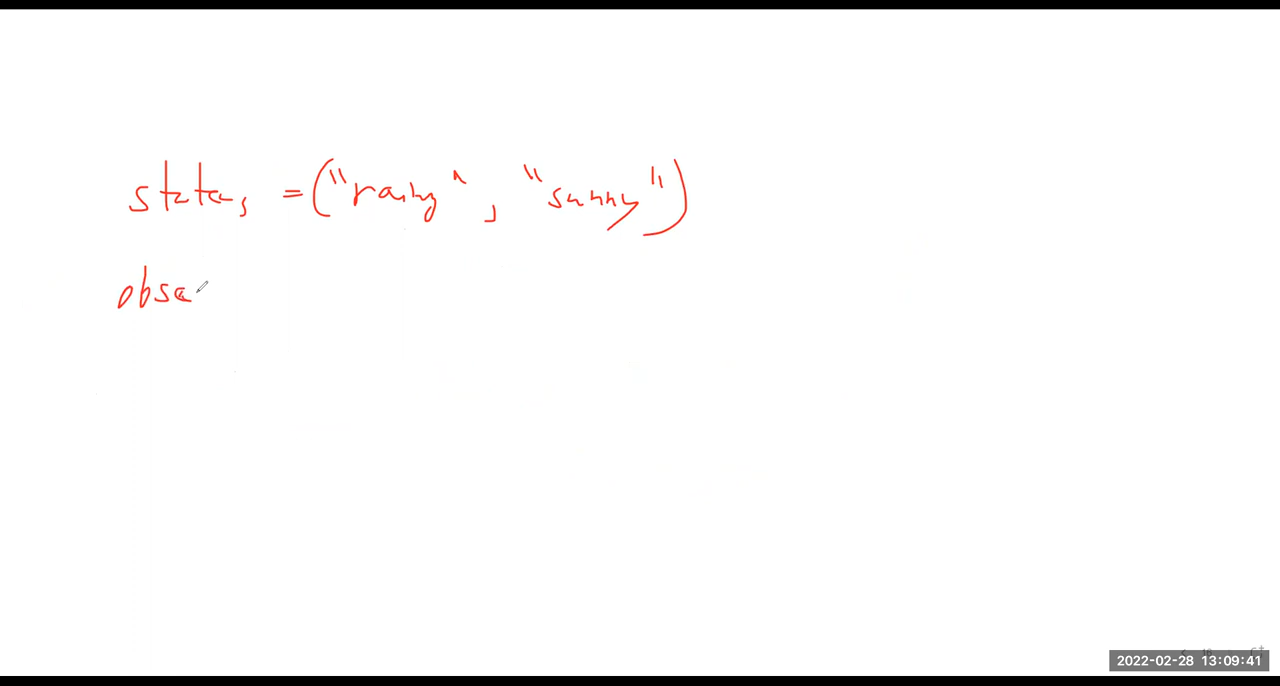 states = ("rainy", "sunny")
obse
2022-02-28 13:09:41